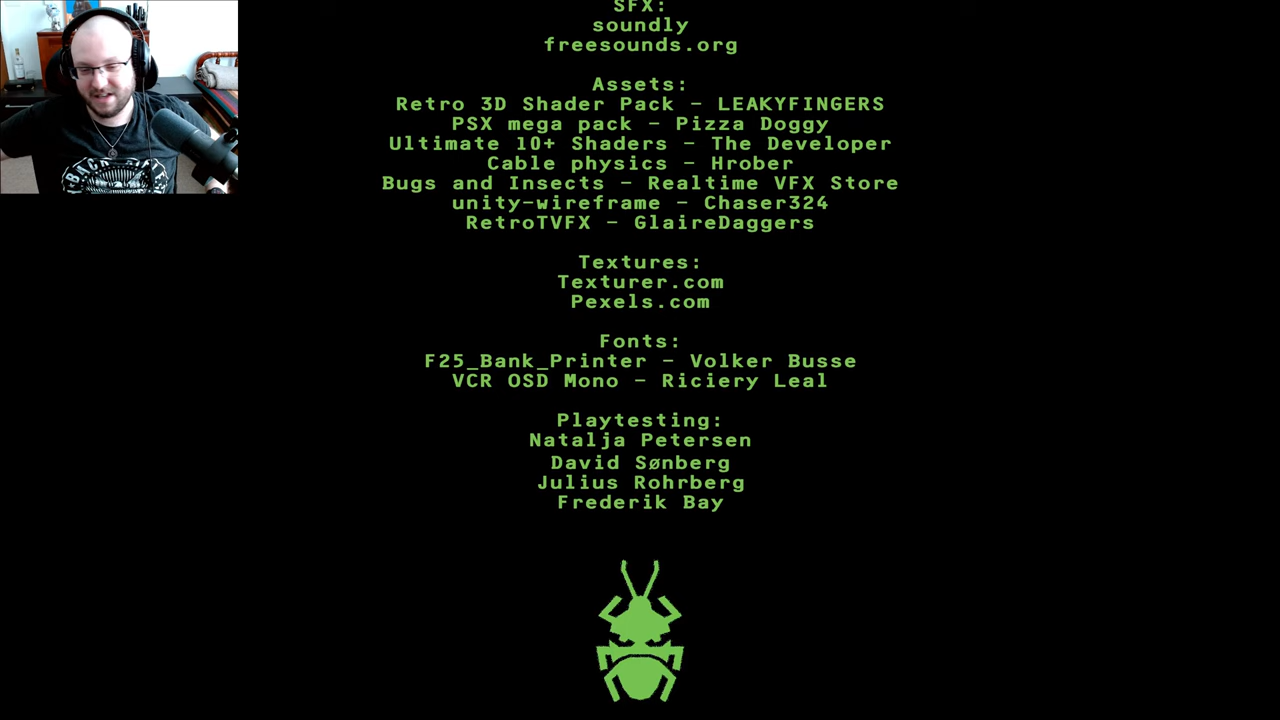 SFX:
soundly
freesounds.org
Assets:
Retro 3D Shader Pack - LEAKYFINGERS
PSX mega pack - Pizza Doggy
Ultimate 10+ Shaders - The Developer
Cable physics - Hrober
Bugs and Insects - Realtime VFX Store
unity-wireframe - Chaser324
RetroTVFX - GlaireDaggers
Textures:
Texturer.com
Pexels.com
Fonts:
F25_Bank_Printer - Volker Busse
VCR OSD Mono - Riciery Leal
Playtesting:
Natalja Petersen
David Sønberg
Julius Rohrberg
Frederik Bay